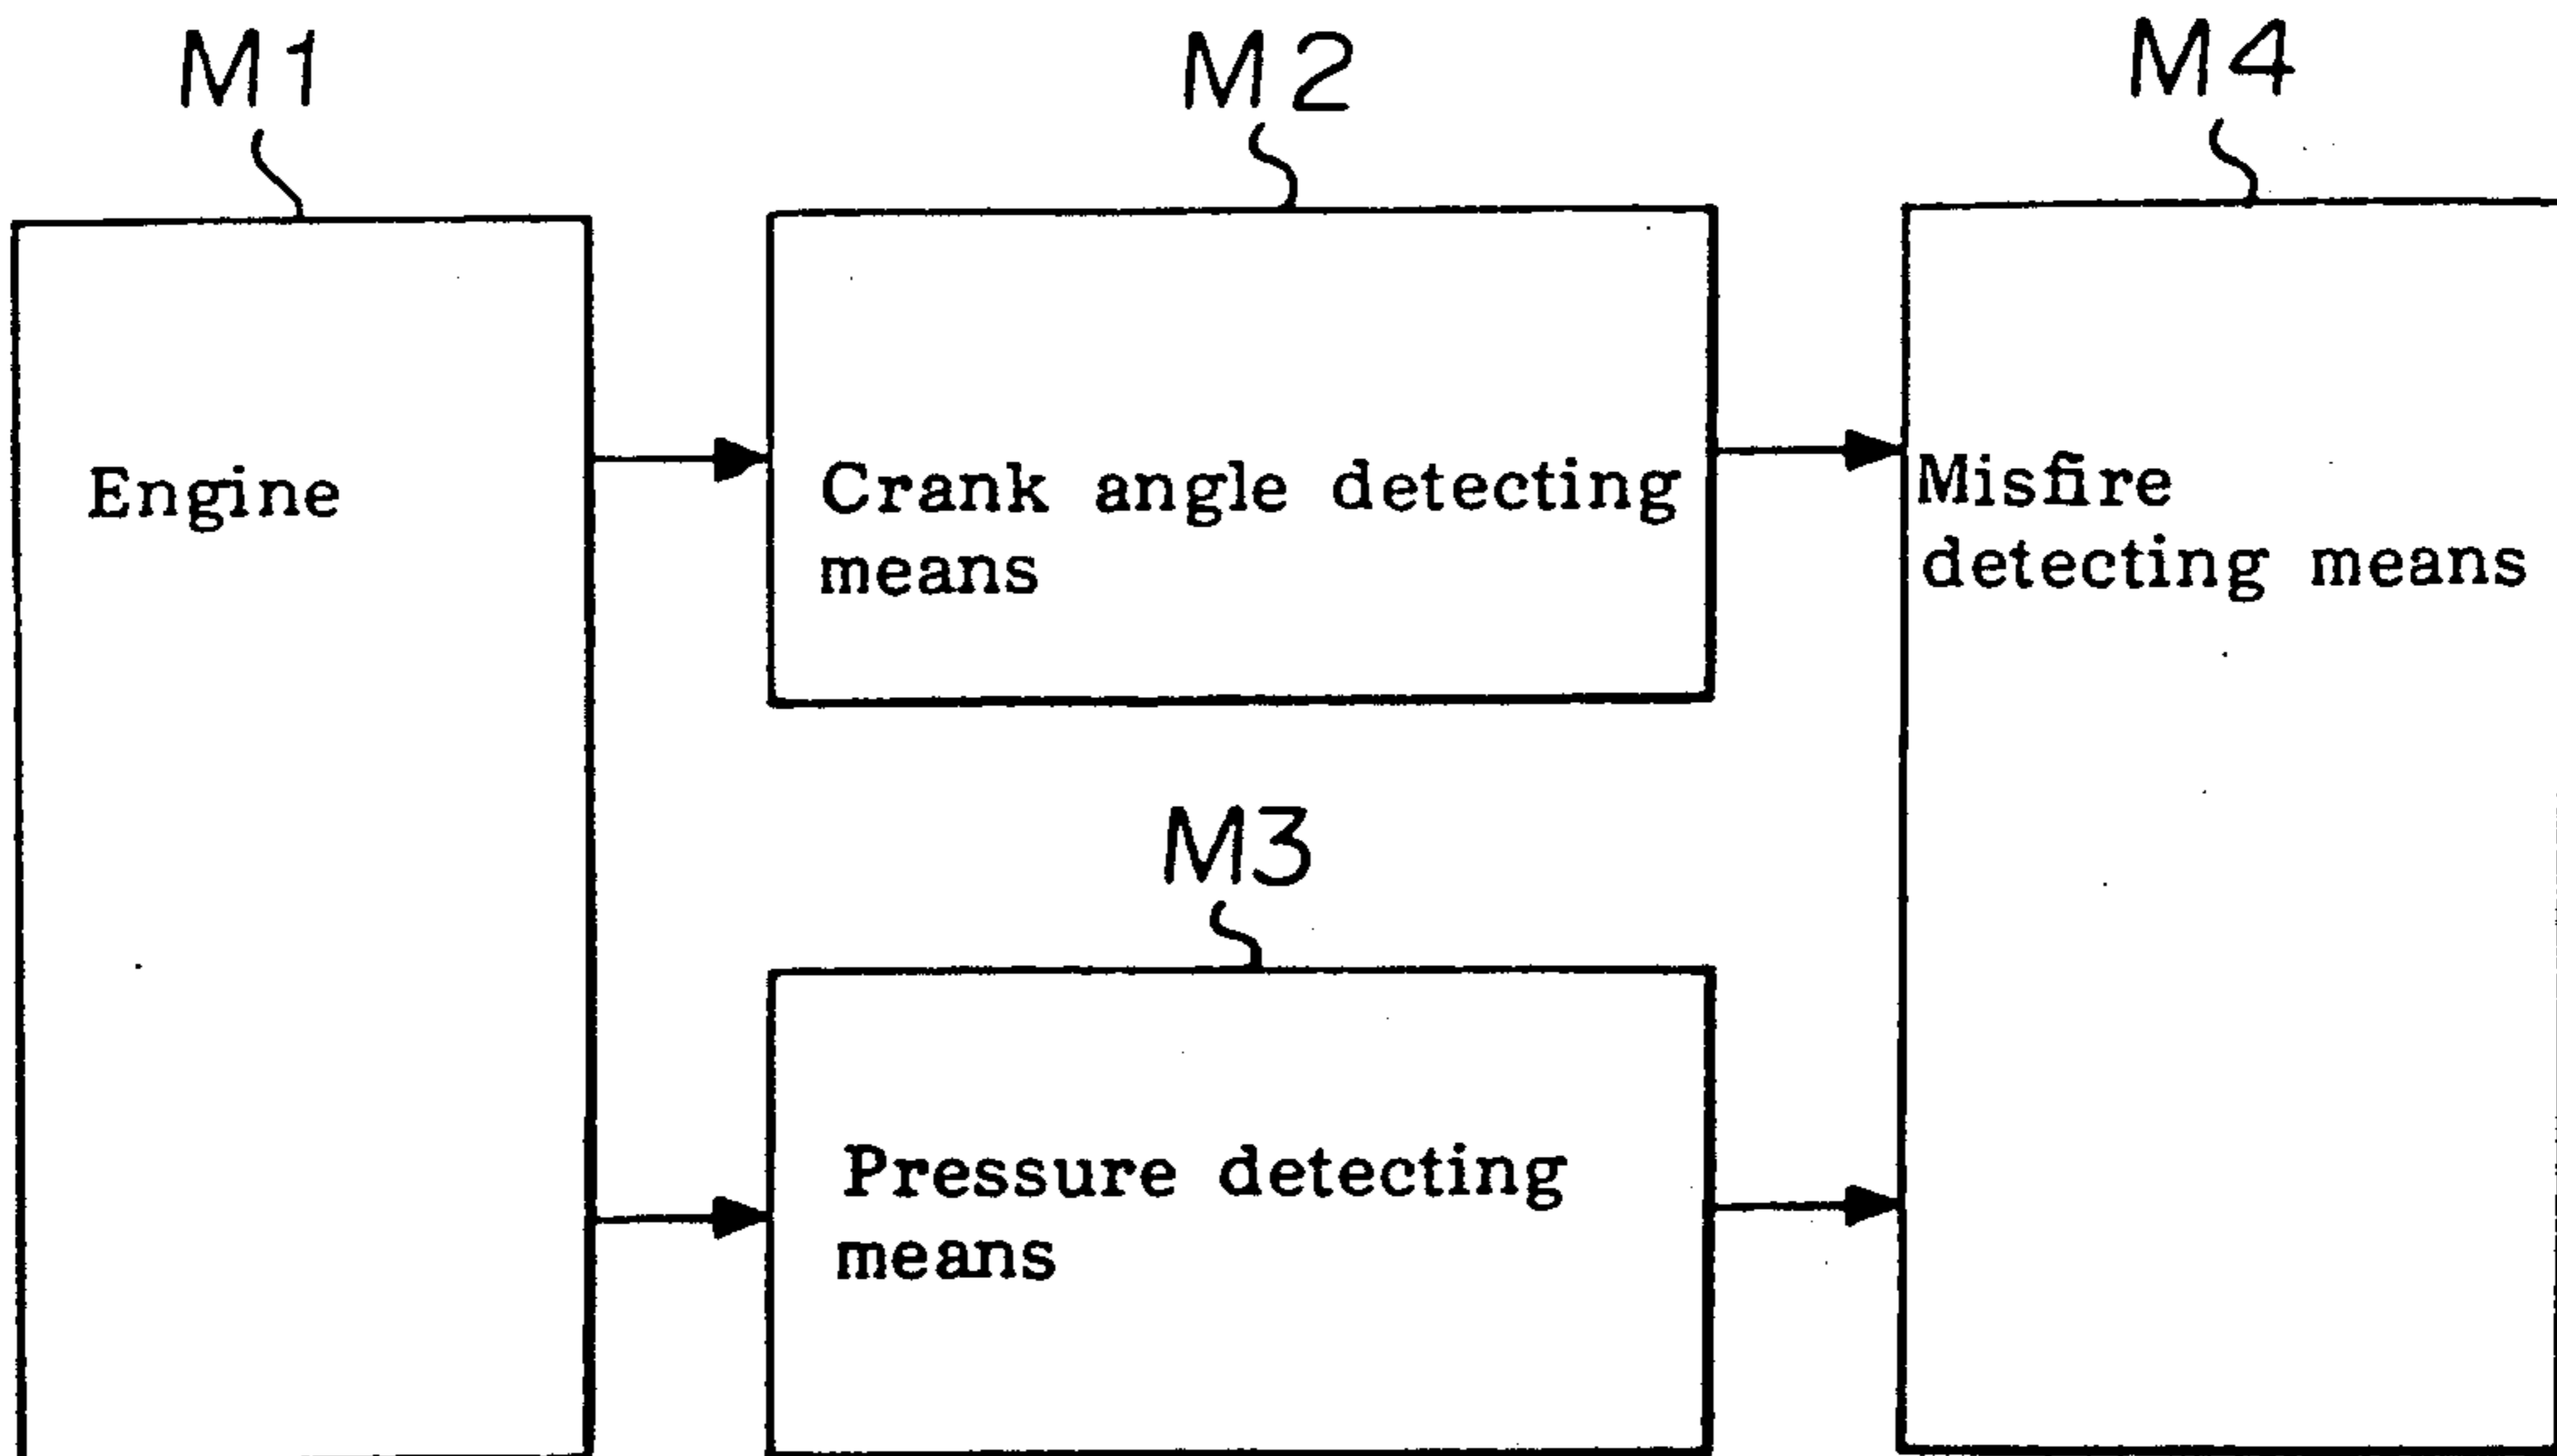 M1
M2
M4
Engine
Crank angle detecting
means
Misfire
detecting means
M3
Pressure detecting
means